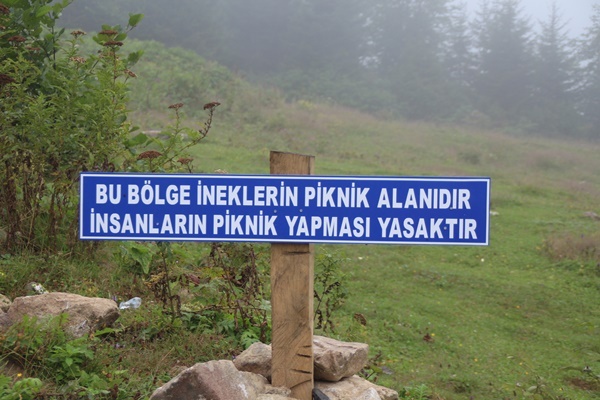 BU BÖLGE İNEKLERİN PİKNİK ALANIDIR
İNSANLARIN PİKNİK YAPMASI YASAKTIR